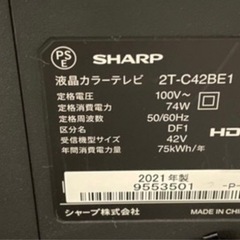 PS
E
SHARP
液晶カラーテレビ 2T-C42BE1
定格電圧 100V~
定格消費電力 74W
定格周波数 50/60Hz
区分名 DF1
受信機型サイズ 42V
年間消費電力量 75kWh/年
HD
2021年製
9553501 -P-
シャープ株式会社 MADE IN CHI